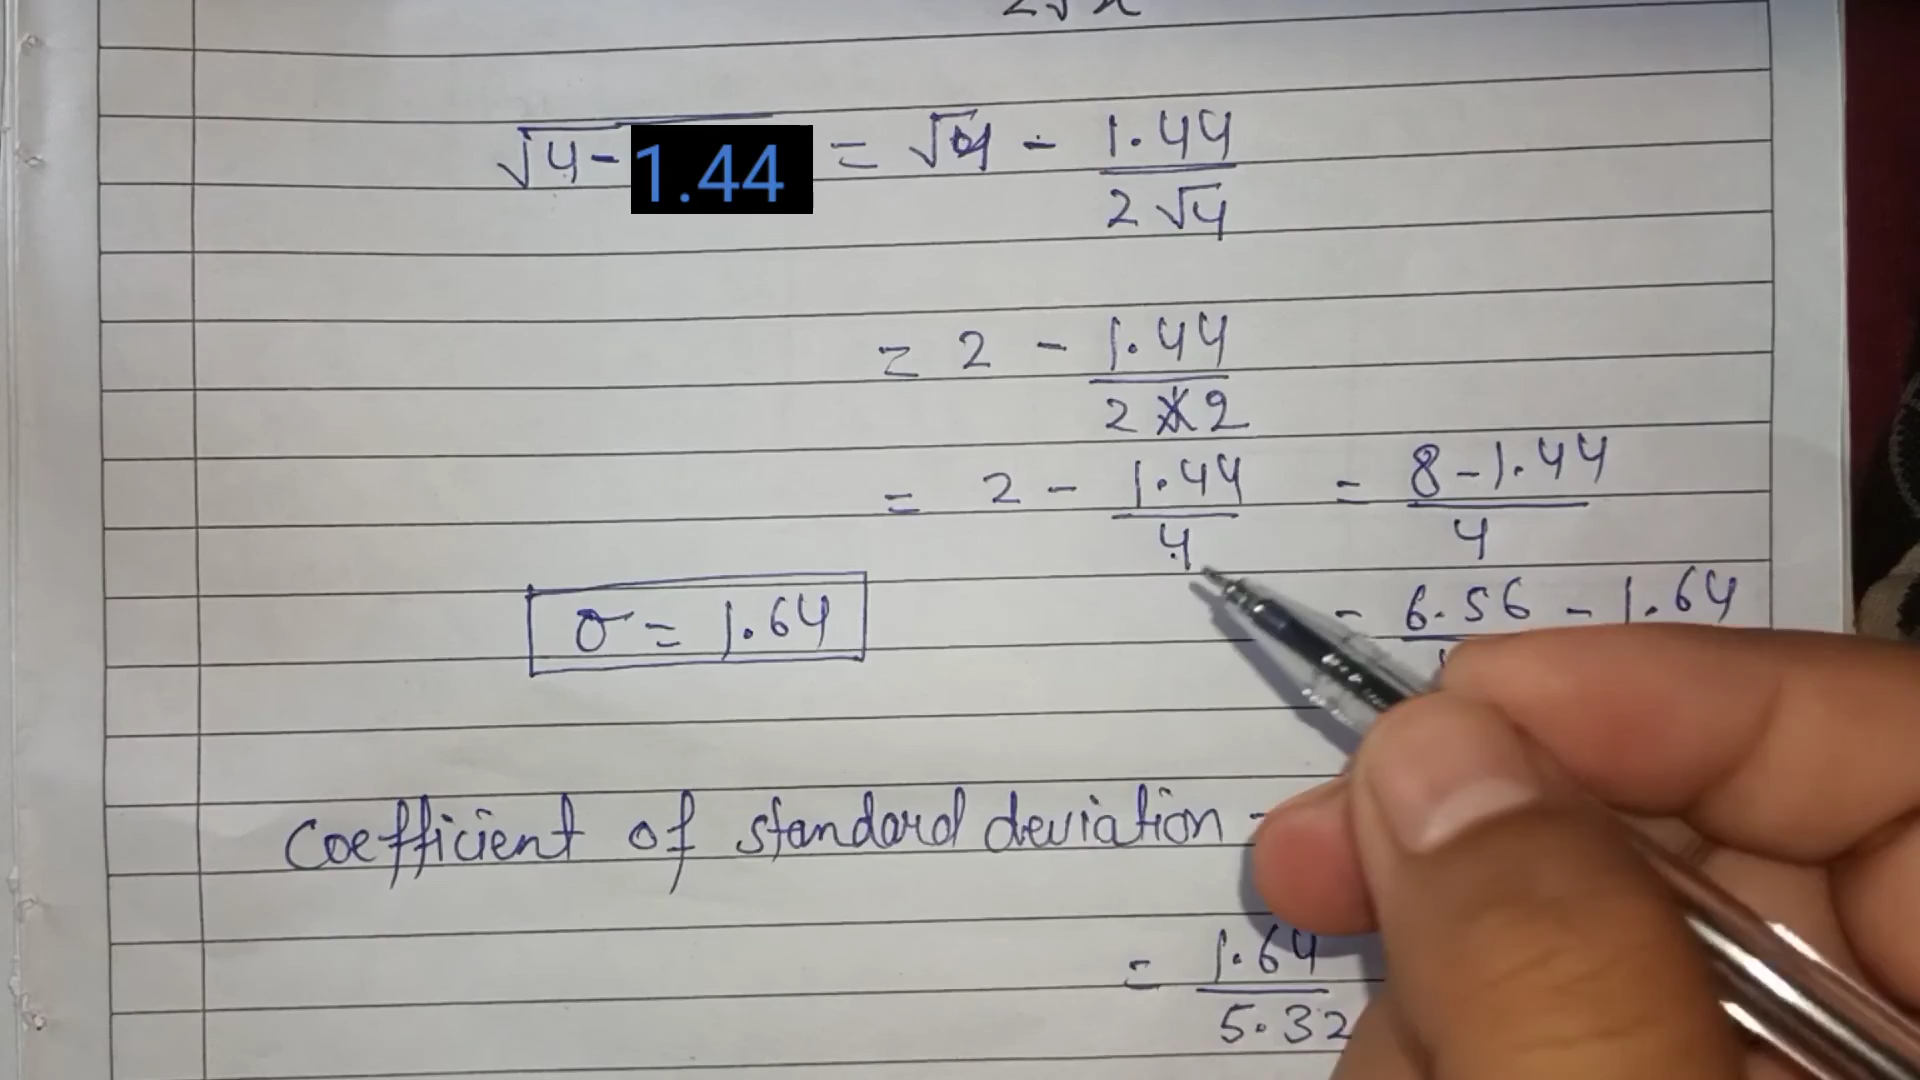 2√x
√4 - 1.44 = √4 - 1.44 / 2√4
= 2 - 1.44 / 2×2
= 2 - 1.44 / 4 = 8 - 1.44 / 4
σ = 1.64
= 6.56 - 1.64
Coefficient of standard deviation -
= 1.64 / 5.32